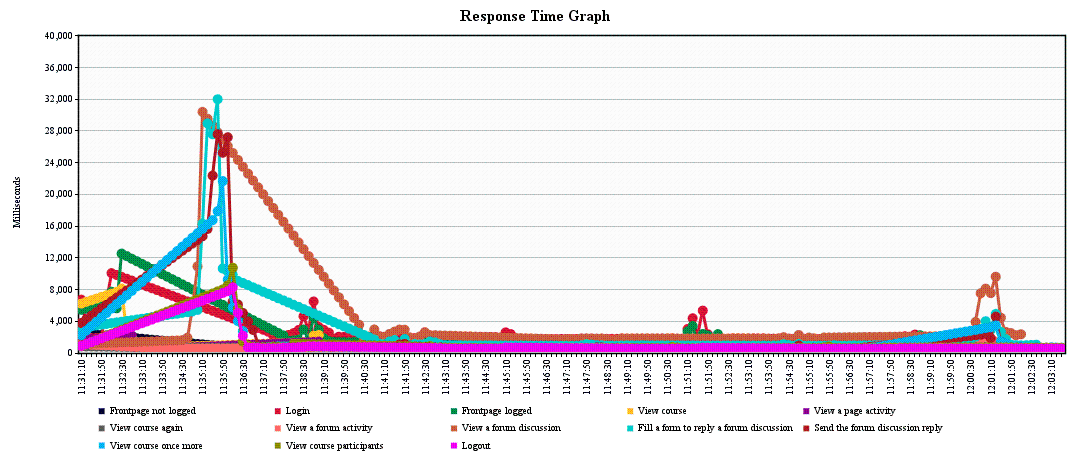 Response Time Graph
40,000
36,000
32,000
28,000
24,000
20,000
16,000
12,000
8,000
4,000
0
Milliseconds
11:31:10 11:31:50 11:32:30 11:33:10 11:33:50 11:34:30 11:35:10 11:35:50 11:36:30 11:37:10 11:37:50 11:38:30 11:39:10 11:39:50 11:40:30 11:41:10 11:41:50 11:42:30 11:43:10 11:43:50 11:44:30 11:45:10 11:45:50 11:46:30 11:47:10 11:47:50 11:48:30 11:49:10 11:49:50 11:50:30 11:51:10 11:51:50 11:52:30 11:53:10 11:53:50 11:54:30 11:55:10 11:55:50 11:56:30 11:57:10 11:57:50 11:58:30 11:59:10 11:59:50 12:00:30 12:01:10 12:01:50 12:02:30 12:03:10
Frontpage not logged Login Frontpage logged View course View a page activity
View course again View a forum activity View a forum discussion Fill a form to reply a forum discussion Send the forum discussion reply
View course once more View course participants Logout